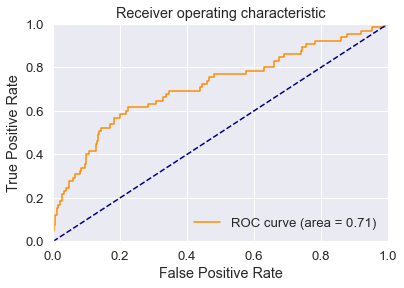 Receiver operating characteristic
1.0
0.8
0.6
0.4
0.2
0.0
True Positive Rate
ROC curve (area = 0.71)
0.0 0.2 0.4 0.6 0.8 1.0
False Positive Rate